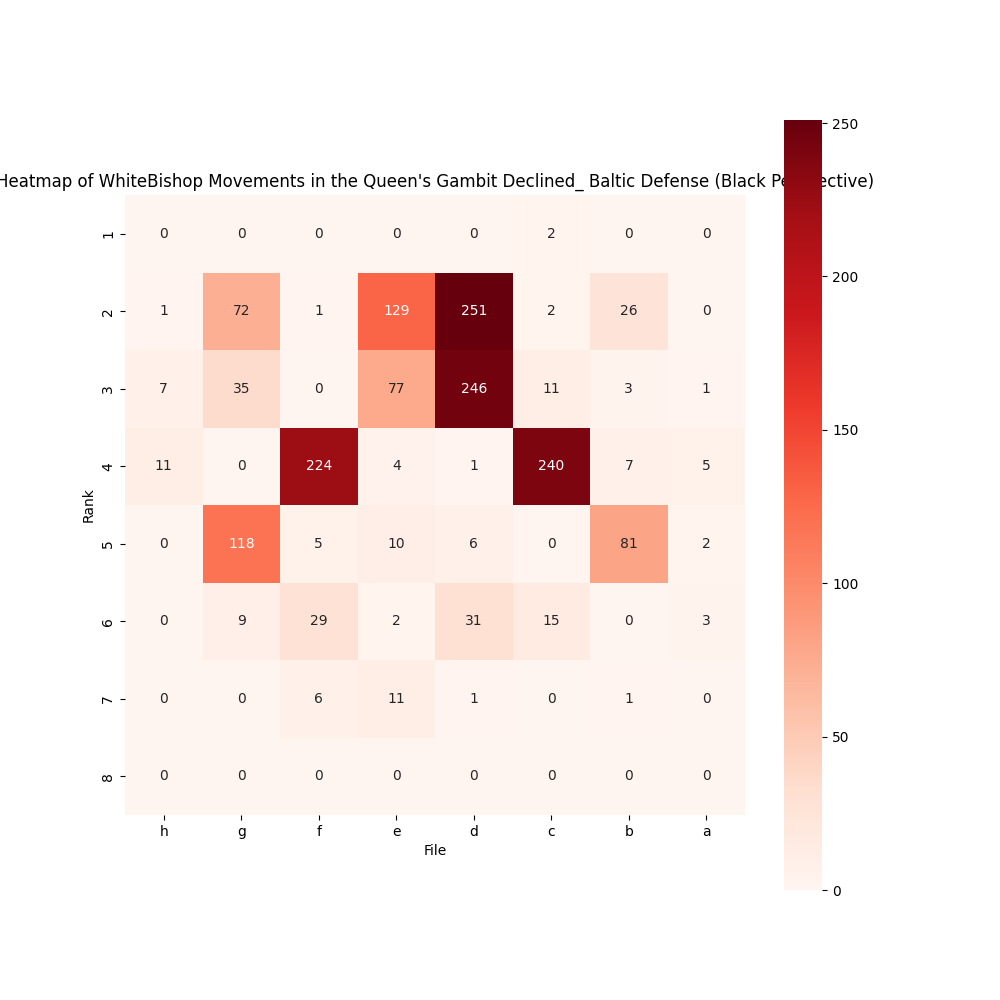 Heatmap of WhiteBishop Movements in the Queen's Gambit Declined_ Baltic Defense (Black
1 0 0 0 0 0 2 0 0
2 1 72 1 129 251 2 26 0
3 7 35 0 77 246 11 3 1
4 11 0 224 4 1 240 7 5
5 0 118 5 10 6 0 81 2
6 0 9 29 2 31 15 0 3
7 0 0 6 11 1 0 1 0
8 0 0 0 0 0 0 0 0
h g f e d c b a
File
Rank
250
200
150
100
50
0